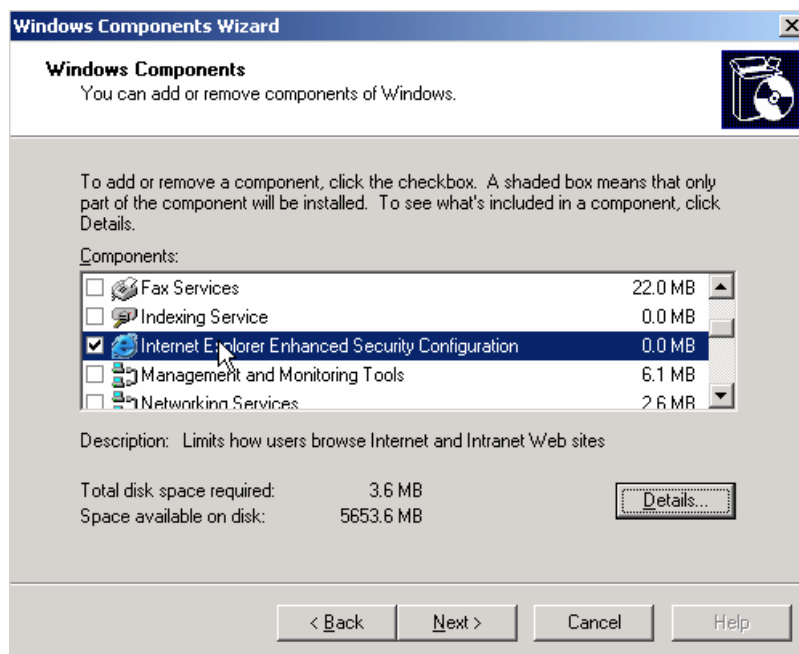 Windows Components Wizard
Windows Components
You can add or remove components of Windows.
To add or remove a component, click the checkbox. A shaded box means that only
part of the component will be installed. To see what's included in a component, click
Details.
Components:
Fax Services 22.0 MB
Indexing Service 0.0 MB
Internet Explorer Enhanced Security Configuration 0.0 MB
Management and Monitoring Tools 6.1 MB
Networking Services 2.6 MB
Description: Limits how users browse Internet and Intranet Web sites
Total disk space required: 3.6 MB
Space available on disk: 5653.6 MB
Details...
< Back Next > Cancel Help